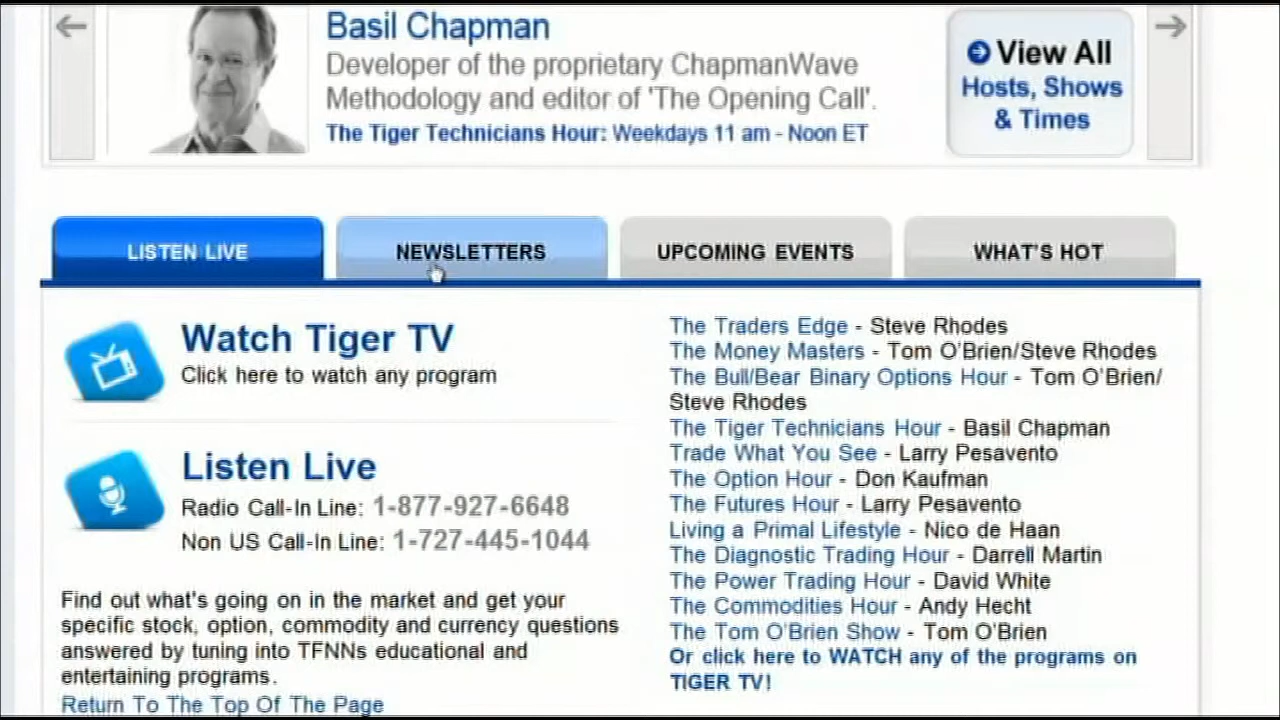 Basil Chapman
Developer of the proprietary ChapmanWave
Methodology and editor of 'The Opening Call'.
The Tiger Technicians Hour: Weekdays 11 am - Noon ET
View All
Hosts, Shows
& Times
LISTEN LIVE
NEWSLETTERS
UPCOMING EVENTS
WHAT'S HOT
Watch Tiger TV
Click here to watch any program
Listen Live
Radio Call-In Line: 1-877-927-6648
Non US Call-In Line: 1-727-445-1044
Find out what's going on in the market and get your
specific stock, option, commodity and currency questions
answered by tuning into TFNNs educational and
entertaining programs.
Return To The Top Of The Page
The Traders Edge - Steve Rhodes
The Money Masters - Tom O'Brien/Steve Rhodes
The Bull/Bear Binary Options Hour - Tom O'Brien/
Steve Rhodes
The Tiger Technicians Hour - Basil Chapman
Trade What You See - Larry Pesavento
The Option Hour - Don Kaufman
The Futures Hour - Larry Pesavento
Living a Primal Lifestyle - Nico de Haan
The Diagnostic Trading Hour - Darrell Martin
The Power Trading Hour - David White
The Commodities Hour - Andy Hecht
The Tom O'Brien Show - Tom O'Brien
Or click here to WATCH any of the programs on
TIGER TV!